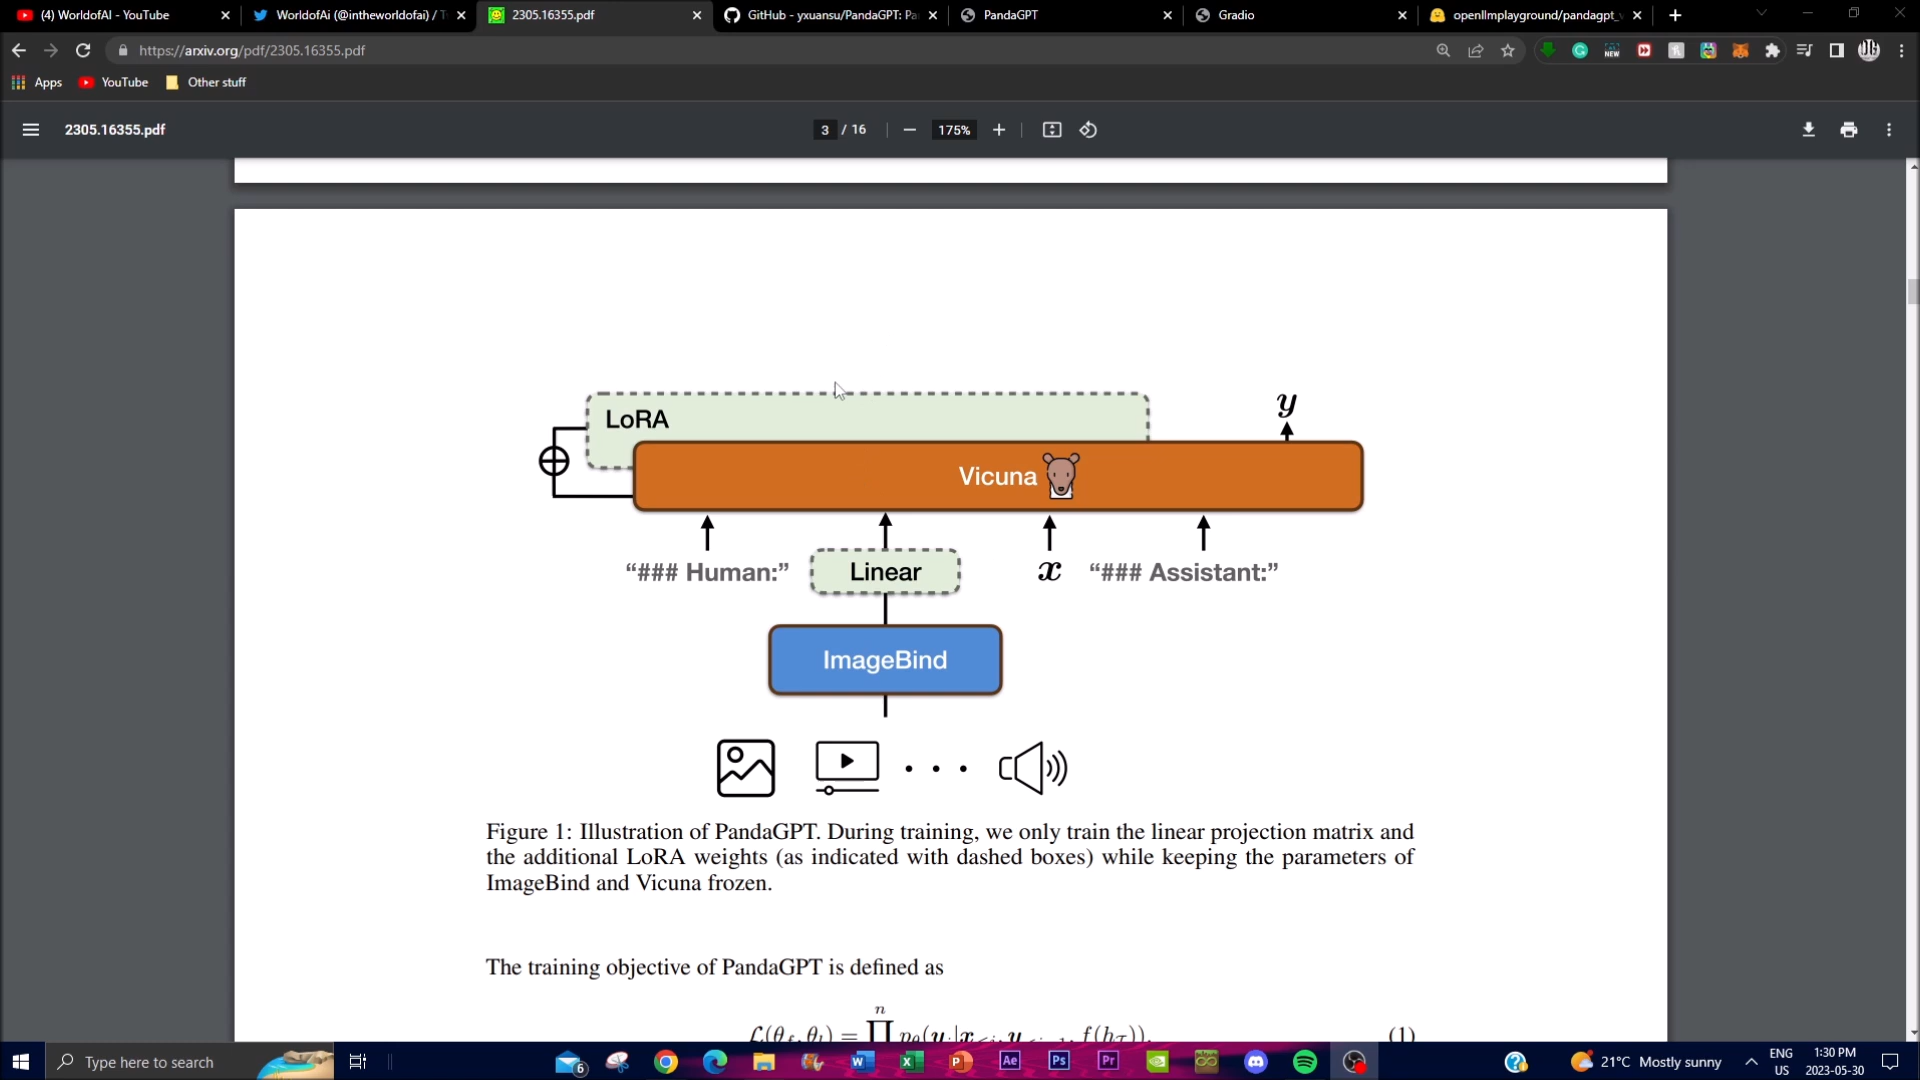 (4) WorldofAI - YouTube
WorldofAi (@intheworldofai) / T
2305.16355.pdf
GitHub - yxuansu/PandaGPT: Pa
PandaGPT
Gradio
openllmplayground/pandagpt_
https://arxiv.org/pdf/2305.16355.pdf
NEW
Apps
YouTube
Other stuff
2305.16355.pdf
3 / 16
175%
LoRA
y
Vicuna
“### Human:”
Linear
x
“### Assistant:”
ImageBind
Figure 1: Illustration of PandaGPT. During training, we only train the linear projection matrix and
the additional LoRA weights (as indicated with dashed boxes) while keeping the parameters of
ImageBind and Vicuna frozen.
The training objective of PandaGPT is defined as
n
(1)
Type here to search
6
Ae
Ps
Pr
21°C Mostly sunny
ENG
US
1:30 PM
2023-05-30